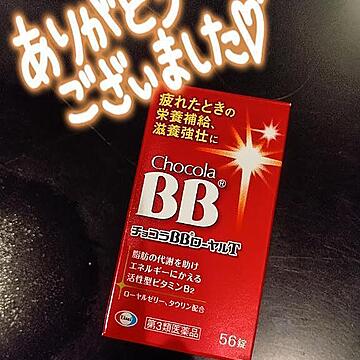 ありがとう
ございました♡
疲れたときの
栄養補給、
滋養強壮に
Chocola®
BB
チョコラBB®ローヤルT
脂肪の代謝を助け
エネルギーにかえる
活性型ビタミンB2
ローヤルゼリー、タウリン配合
Eisai
第3類医薬品
56錠